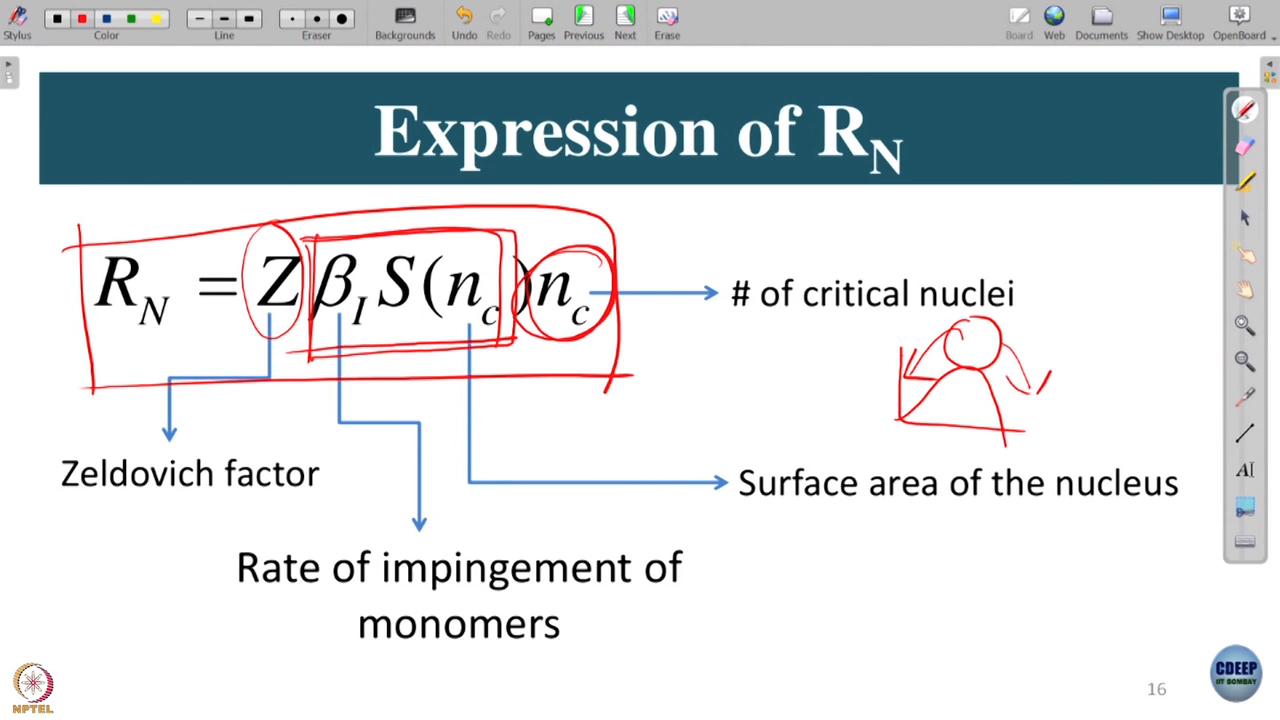 Stylus
Color
Line
Eraser
Backgrounds
Undo
Redo
Pages
Previous
Next
Erase
Board
Web
Documents
Show Desktop
OpenBoard
Expression of R_N
R_N = Z β_I S(n_c) n_c
# of critical nuclei
Zeldovich factor
Surface area of the nucleus
Rate of impingement of
monomers
NPTEL
16
CDEEP
IIT BOMBAY